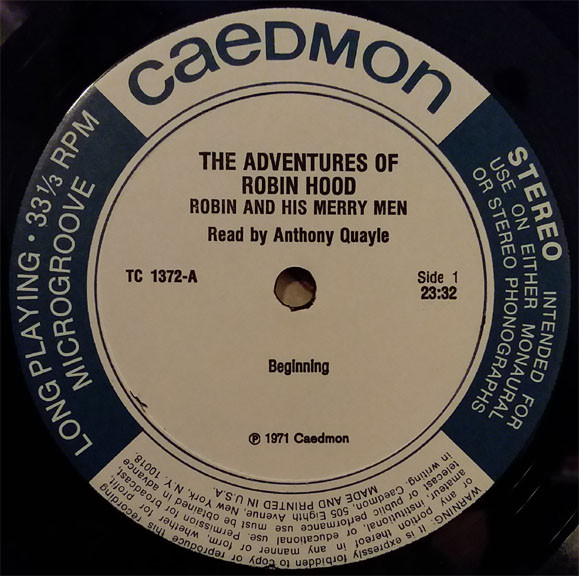 caeDmon
THE ADVENTURES OF
ROBIN HOOD
ROBIN AND HIS MERRY MEN
Read by Anthony Quayle
TC 1372-A
Side 1
23:32
Beginning
℗ 1971 Caedmon
LONG PLAYING · 33 1/3 RPM
MICROGROOVE
STEREO INTENDED FOR
USE ON EITHER MONAURAL
OR STEREO PHONOGRAPHS
WARNING: It is expressly forbidden to copy or reproduce this recording
or any portion thereof in any manner or form, whether for profit,
amateur, institutional, or educational use. Permission for broadcast,
telecast or public performance use must be obtained in advance
in writing. Caedmon, 505 Eighth Avenue, New York, N.Y. 10018.
MADE AND PRINTED IN U.S.A.